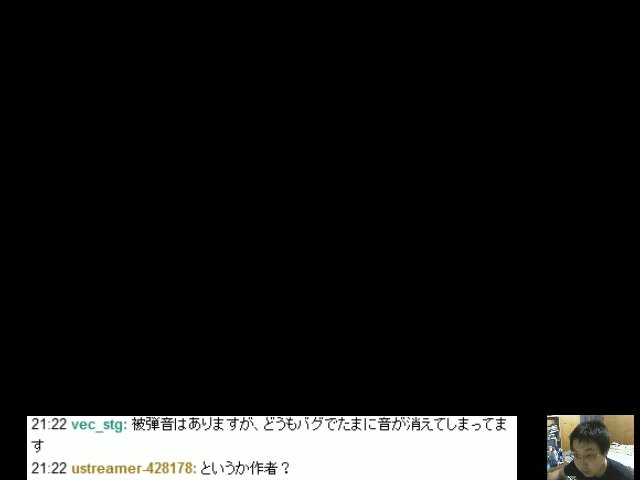 21:22 vec_stg: 被弾音はありますが、どうもバグでたまに音が消えてしまってま
す
21:22 ustreamer-428178: というか作者？